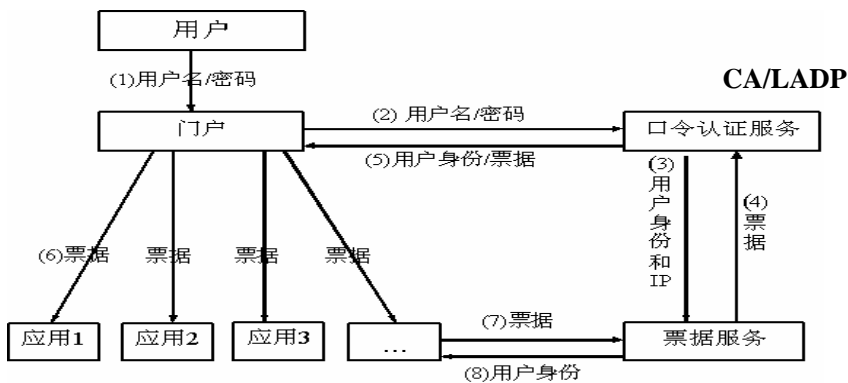 用户
(1)用户名/密码
CA/LADP
门户
(2) 用户名/密码
口令认证服务
(5)用户身份/票据
(3)用户身份和IP
(4)票据
(6)票据
票据
票据
票据
应用1
应用2
应用3
...
(7)票据
票据服务
(8)用户身份